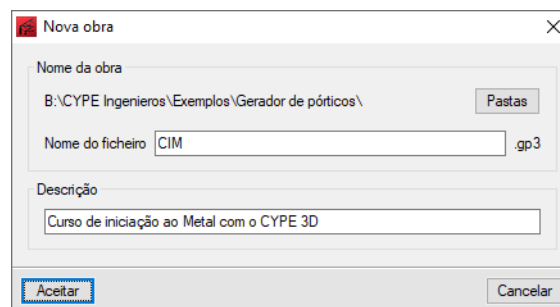 Nova obra
Nome da obra
B:\CYPE Ingenieros\Exemplos\Gerador de pórticos\
Pastas
Nome do ficheiro CIM .gp3
Descrição
Curso de iniciação ao Metal com o CYPE 3D
Aceitar
Cancelar